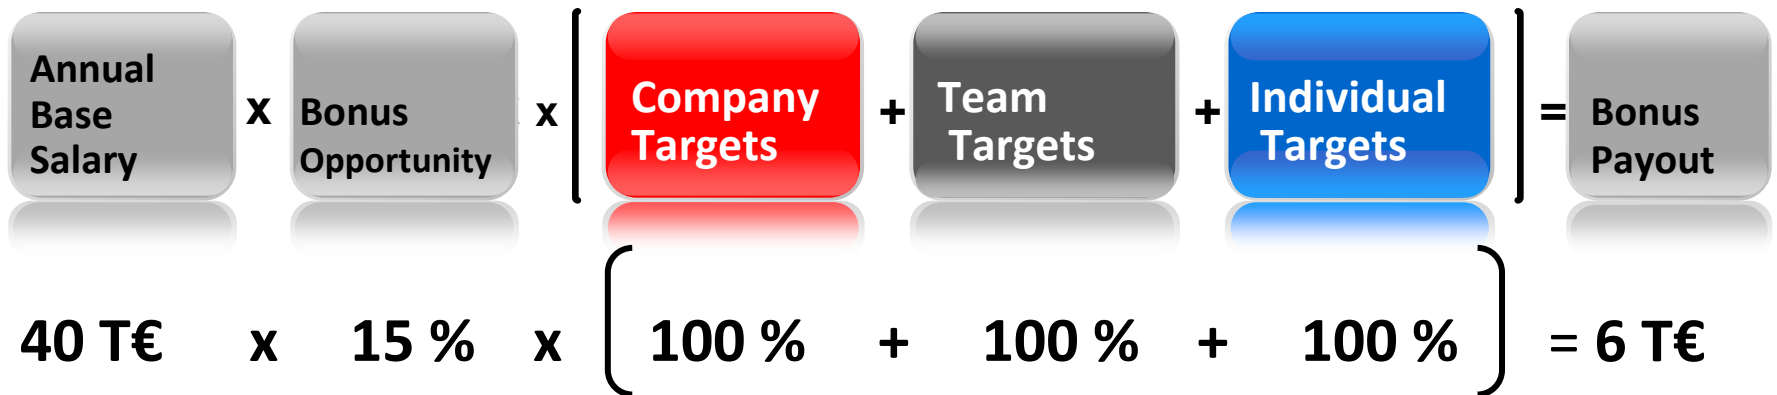 Annual
Base
Salary
x
Bonus
Opportunity
x
Company
Targets
+
Team
Targets
+
Individual
Targets
=
Bonus
Payout
40 T€ x 15 % x ( 100 % + 100 % + 100 % ) = 6 T€